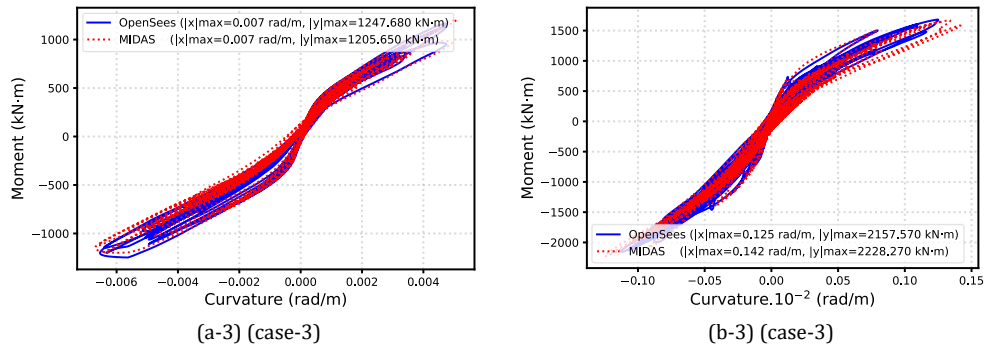 OpenSees (|x|max=0.007 rad/m, |y|max=1247.680 kN·m)
MIDAS (|x|max=0.007 rad/m, |y|max=1205.650 kN·m)
1000
500
0
−500
−1000
Moment (kN·m)
−0.006 −0.004 −0.002 0.000 0.002 0.004
Curvature (rad/m)
(a-3) (case-3)
1500
1000
500
0
−500
−1000
−1500
−2000
Moment (kN·m)
OpenSees (|x|max=0.125 rad/m, |y|max=2157.570 kN·m)
MIDAS (|x|max=0.142 rad/m, |y|max=2228.270 kN·m)
−0.10 −0.05 0.00 0.05 0.10 0.15
Curvature.10⁻² (rad/m)
(b-3) (case-3)